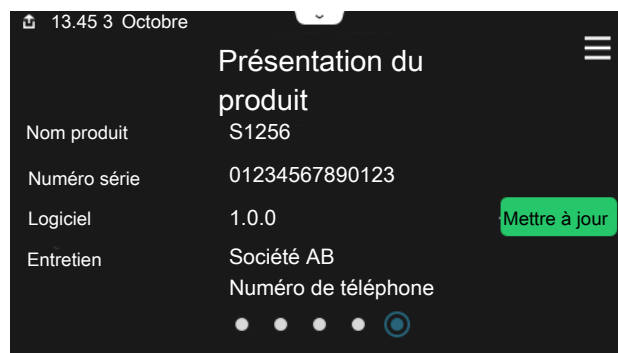 13.45 3 Octobre
Présentation du
produit
Nom produit S1256
Numéro série 01234567890123
Logiciel 1.0.0 Mettre à jour
Entretien Société AB
Numéro de téléphone